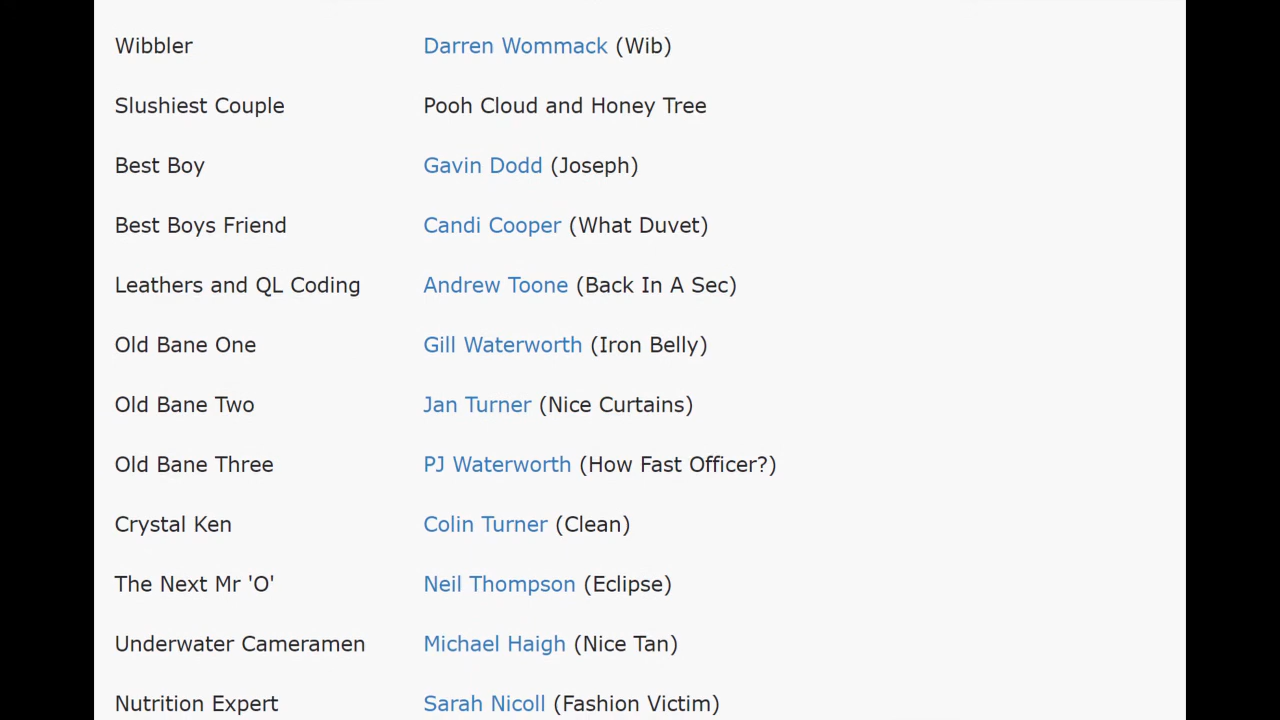 Wibbler Darren Wommack (Wib)
Slushiest Couple Pooh Cloud and Honey Tree
Best Boy Gavin Dodd (Joseph)
Best Boys Friend Candi Cooper (What Duvet)
Leathers and QL Coding Andrew Toone (Back In A Sec)
Old Bane One Gill Waterworth (Iron Belly)
Old Bane Two Jan Turner (Nice Curtains)
Old Bane Three PJ Waterworth (How Fast Officer?)
Crystal Ken Colin Turner (Clean)
The Next Mr 'O' Neil Thompson (Eclipse)
Underwater Cameramen Michael Haigh (Nice Tan)
Nutrition Expert Sarah Nicoll (Fashion Victim)